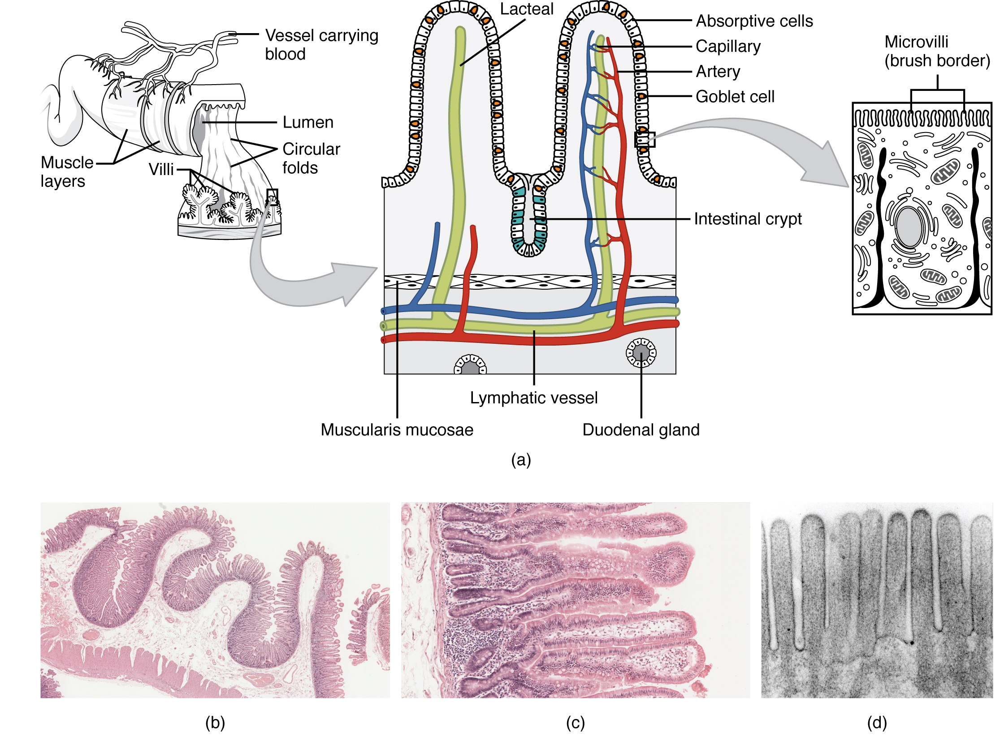 Lacteal
Vessel carrying
blood
Absorptive cells
Capillary
Artery
Goblet cell
Microvilli
(brush border)
Lumen
Circular
folds
Muscle
layers
Villi
Intestinal crypt
Lymphatic vessel
Muscularis mucosae
Duodenal gland
(a)
(b)
(c)
(d)